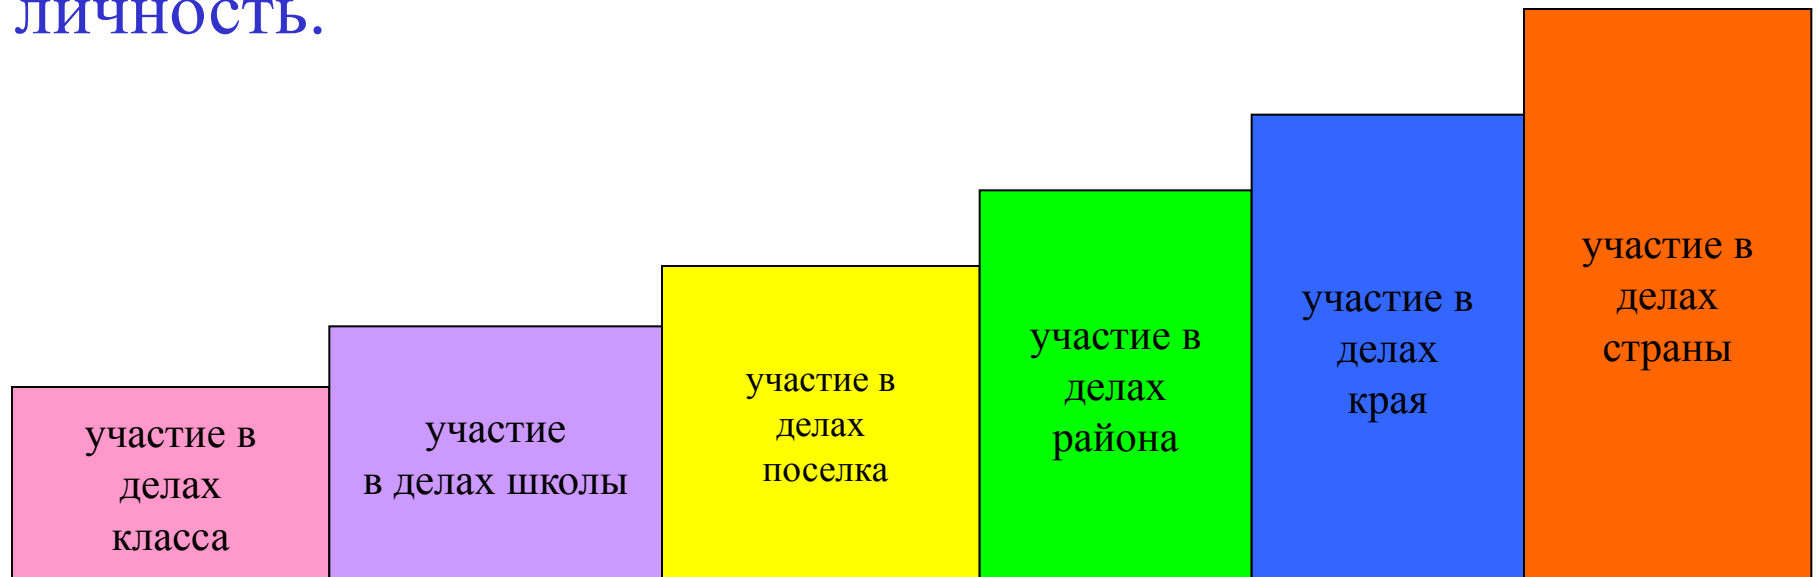 личность.
участие в
делах
класса
участие
в делах школы
участие в
делах
поселка
участие в
делах
района
участие в
делах
края
участие в
делах
страны